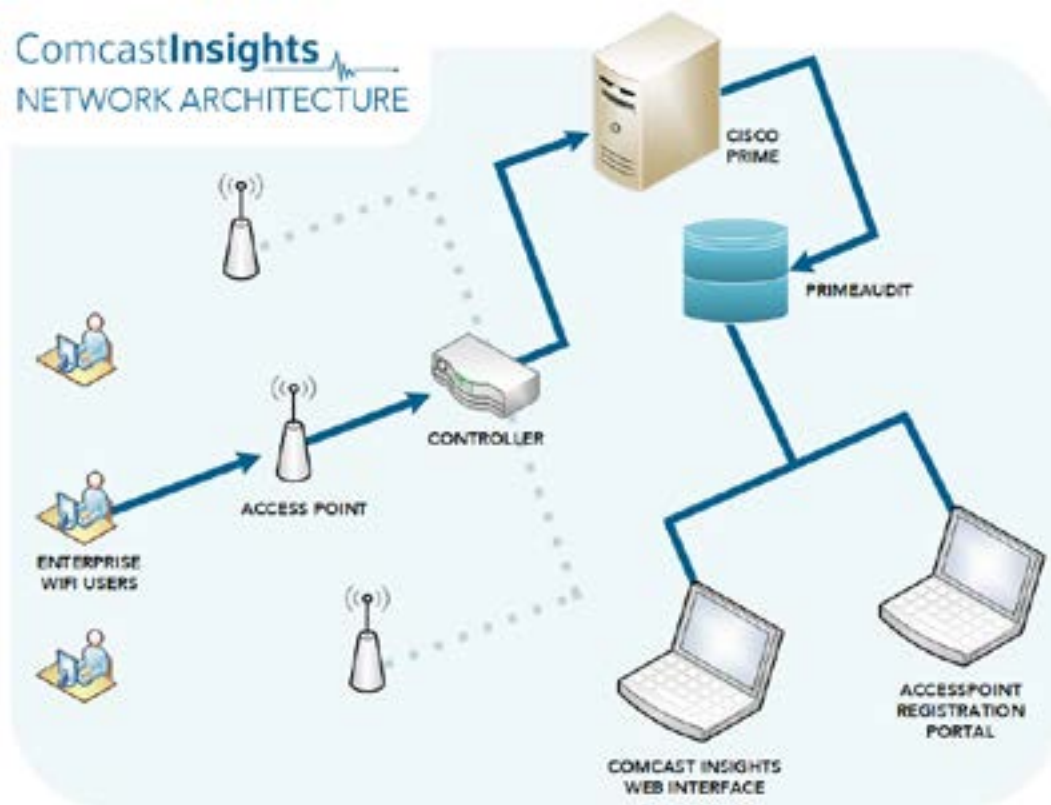 ComcastInsights
NETWORK ARCHITECTURE
CISCO
PRIME
PRIMEAUDIT
CONTROLLER
ACCESS POINT
ENTERPRISE
WIFI USERS
ACCESSPOINT
REGISTRATION
PORTAL
COMCAST INSIGHTS
WEB INTERFACE